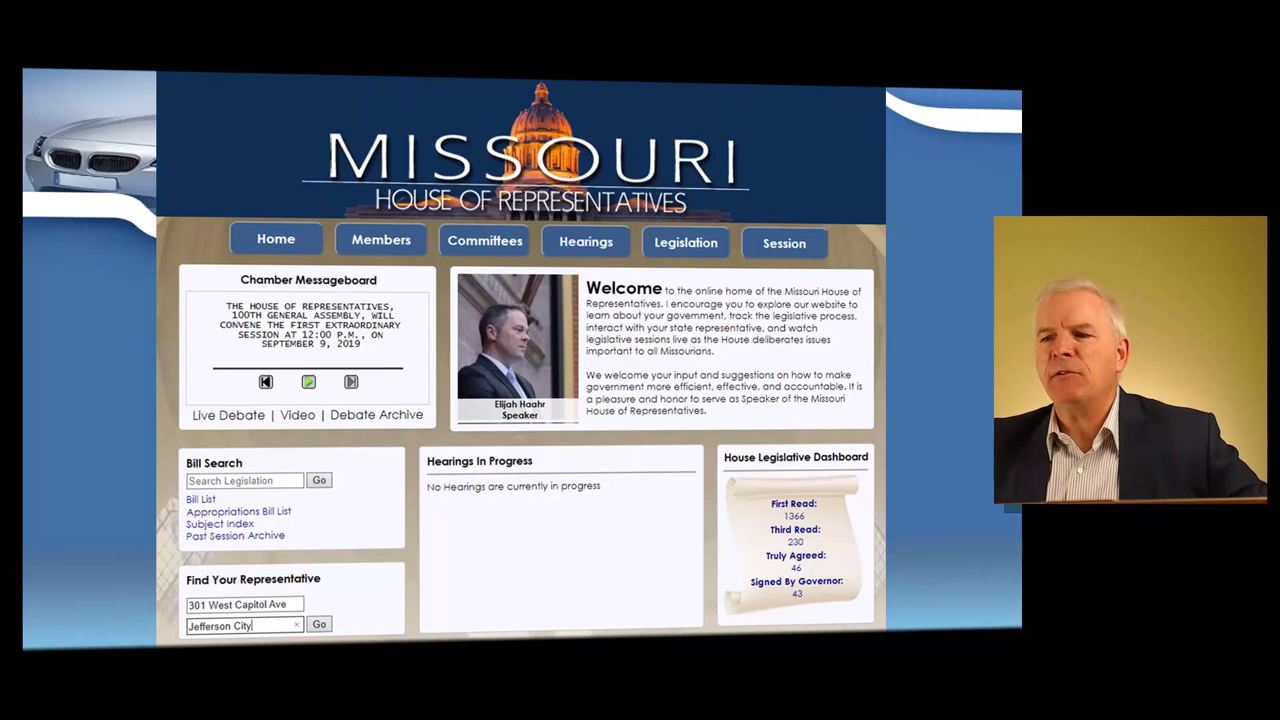 MISSOURI
HOUSE OF REPRESENTATIVES
Home
Members
Committees
Hearings
Legislation
Session
Chamber Messageboard
THE HOUSE OF REPRESENTATIVES,
100TH GENERAL ASSEMBLY, WILL
CONVENE THE FIRST EXTRAORDINARY
SESSION AT 12:00 P.M., ON
SEPTEMBER 9, 2019
Live Debate | Video | Debate Archive
Elijah Haahr
Speaker
Welcome to the online home of the Missouri House of
Representatives. I encourage you to explore our website to
learn about your government, track the legislative process,
interact with your state representative, and watch
legislative sessions live as the House deliberates issues
important to all Missourians.
We welcome your input and suggestions on how to make
government more efficient, effective, and accountable. It is
a pleasure and honor to serve as Speaker of the Missouri
House of Representatives.
Bill Search
Search Legislation
Go
Bill List
Appropriations Bill List
Subject Index
Past Session Archive
Find Your Representative
301 West Capitol Ave
Jefferson City
Go
Hearings In Progress
No Hearings are currently in progress
House Legislative Dashboard
First Read:
1366
Third Read:
230
Truly Agreed:
46
Signed By Governor:
43